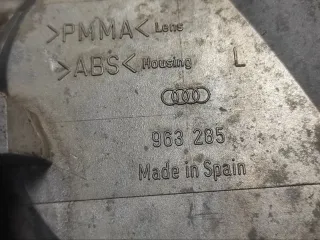 >PMMA< Lens
>ABS< Housing L
963 285
Made in Spain